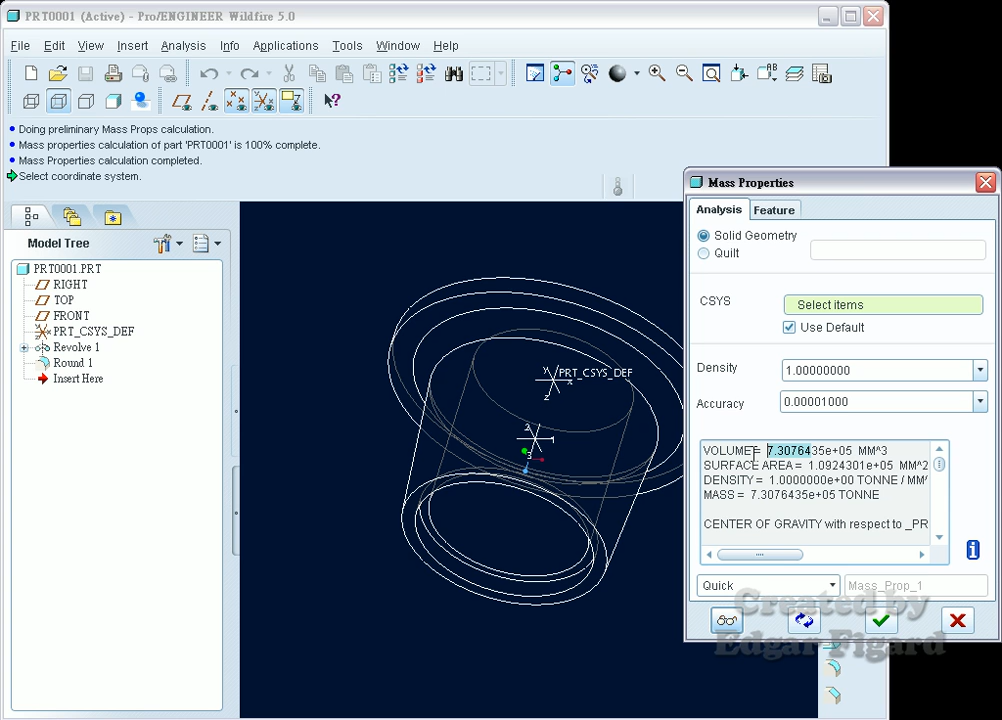 PRT0001 (Active) - Pro/ENGINEER Wildfire 5.0
File Edit View Insert Analysis Info Applications Tools Window Help
Doing preliminary Mass Props calculation.
Mass properties calculation of part 'PRT0001' is 100% complete.
Mass Properties calculation completed.
Select coordinate system.
Model Tree
PRT0001.PRT
RIGHT
TOP
FRONT
PRT_CSYS_DEF
Revolve 1
Round 1
Insert Here
Y
PRT_CSYS_DEF
X
Z
2
1
3
Mass Properties
Analysis Feature
Solid Geometry
Quilt
CSYS Select items
Use Default
Density 1.00000000
Accuracy 0.00001000
VOLUME = 7.3076435e+05 MM^3
SURFACE AREA = 1.0924301e+05 MM^2
DENSITY = 1.0000000e+00 TONNE / MM^
MASS = 7.3076435e+05 TONNE
CENTER OF GRAVITY with respect to _PR
Quick Mass_Prop_1
Created by
Edgar Figard